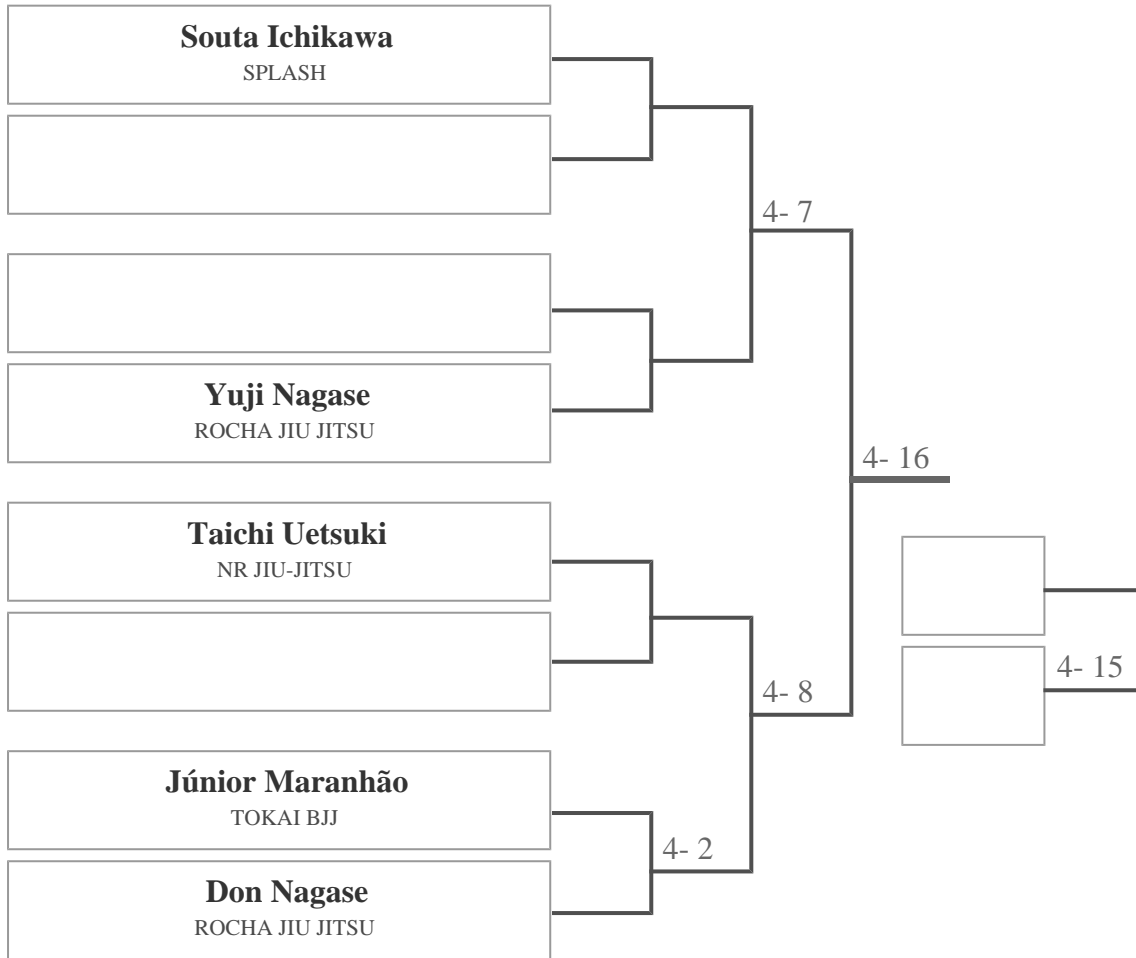 Souta Ichikawa
SPLASH
4- 7
Yuji Nagase
ROCHA JIU JITSU
4- 16
Taichi Uetsuki
NR JIU-JITSU
4- 15
4- 8
Júnior Maranhão
TOKAI BJJ
4- 2
Don Nagase
ROCHA JIU JITSU